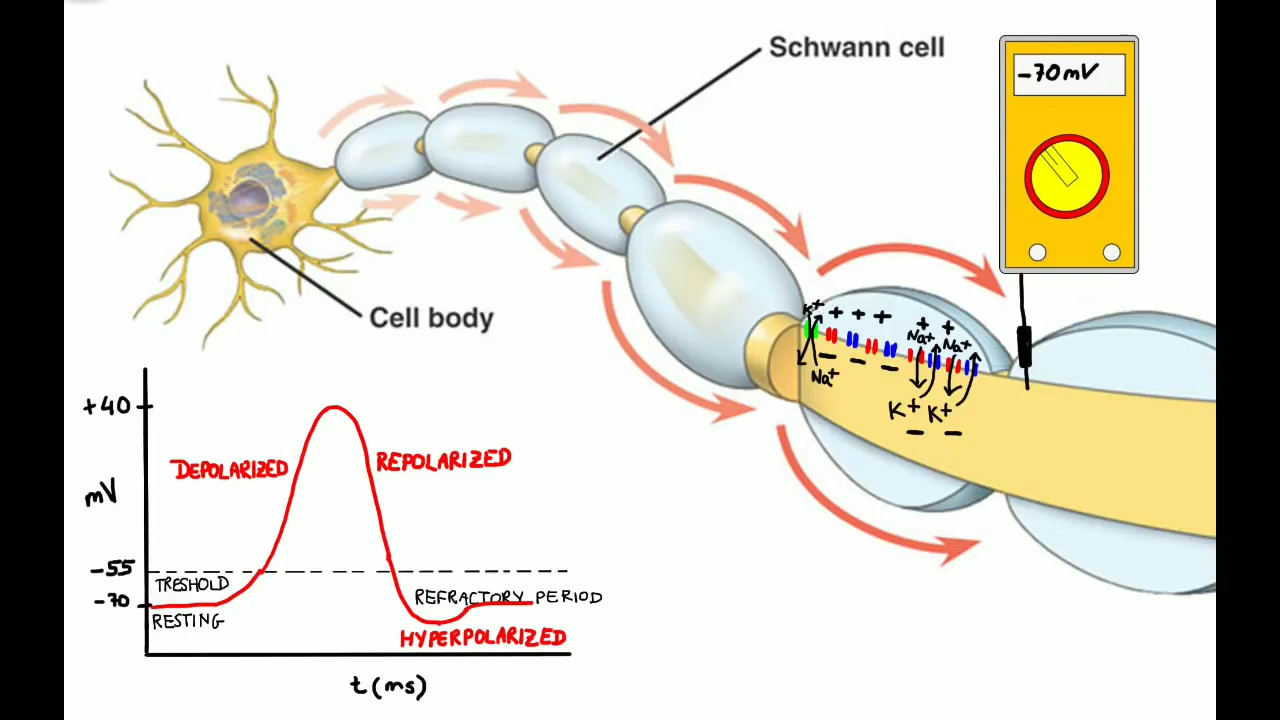 Schwann cell
-70mV
Cell body
K+
+ + +
+ +
Na+ Na+
Na+
K+ K+
+40
DEPOLARIZED
REPOLARIZED
mV
-55
TRESHOLD
-70
REFRACTORY PERIOD
RESTING
HYPERPOLARIZED
t (ms)